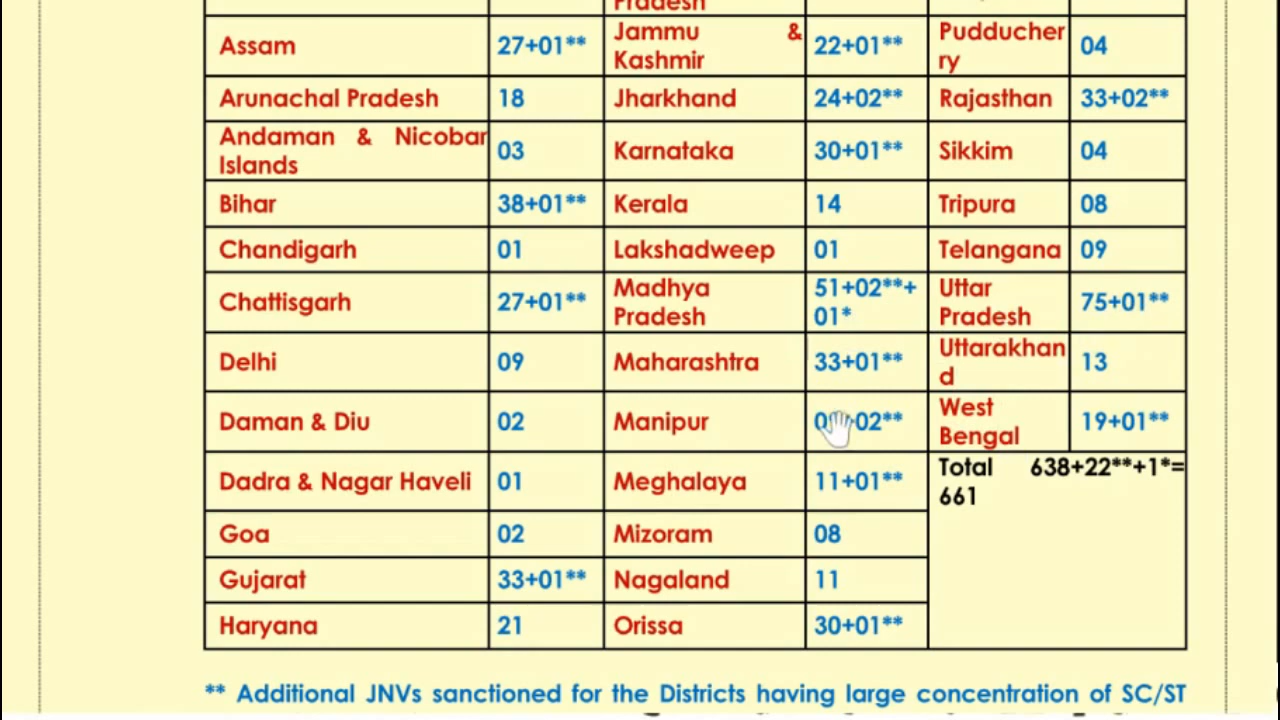 Pradesh
Assam 27+01** Jammu & Kashmir 22+01** Pudducher
ry 04
Arunachal Pradesh 18 Jharkhand 24+02** Rajasthan 33+02**
Andaman & Nicobar
Islands 03 Karnataka 30+01** Sikkim 04
Bihar 38+01** Kerala 14 Tripura 08
Chandigarh 01 Lakshadweep 01 Telangana 09
Chattisgarh 27+01** Madhya
Pradesh 51+02**+
01* Uttar
Pradesh 75+01**
Delhi 09 Maharashtra 33+01** Uttarakhan
d 13
Daman & Diu 02 Manipur 02** West
Bengal 19+01**
Dadra & Nagar Haveli 01 Meghalaya 11+01** Total 638+22**+1*=
661
Goa 02 Mizoram 08
Gujarat 33+01** Nagaland 11
Haryana 21 Orissa 30+01**
** Additional JNVs sanctioned for the Districts having large concentration of SC/ST